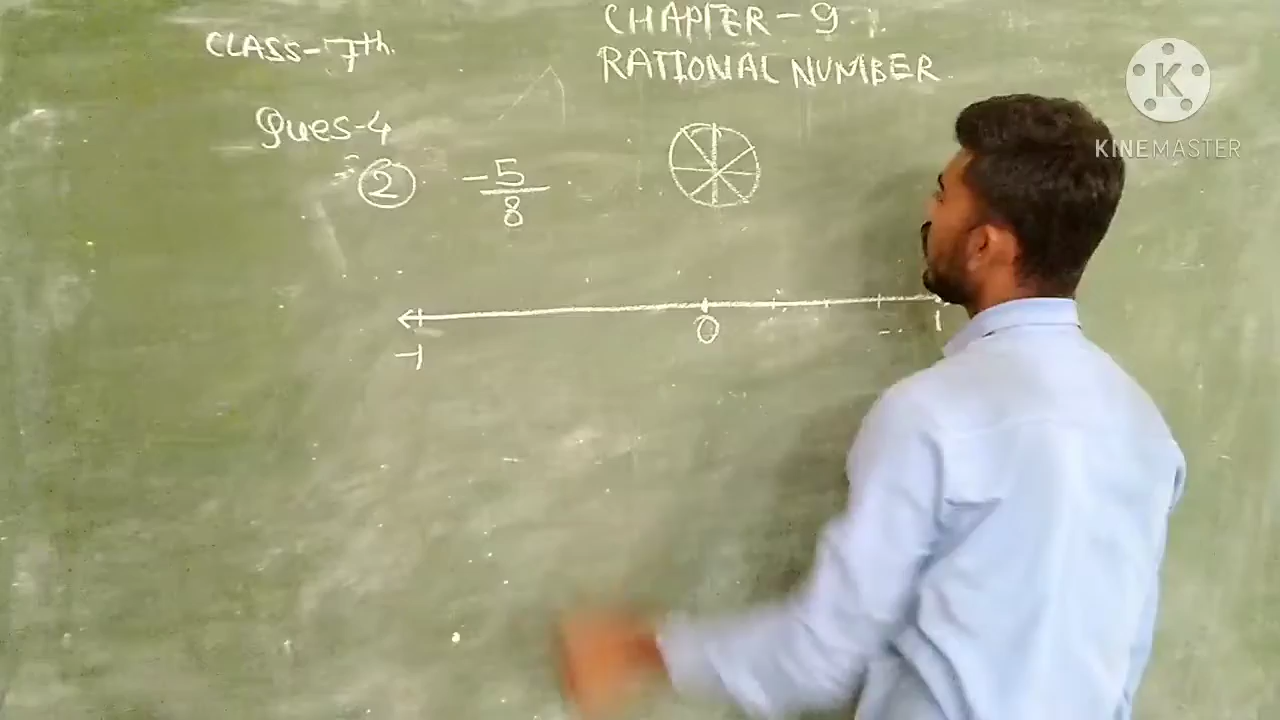 CLASS-7th.
CHAPTER-9.
RATIONAL NUMBER.
Ques-4
② -5/8
-1 0 1
K
KINEMASTER